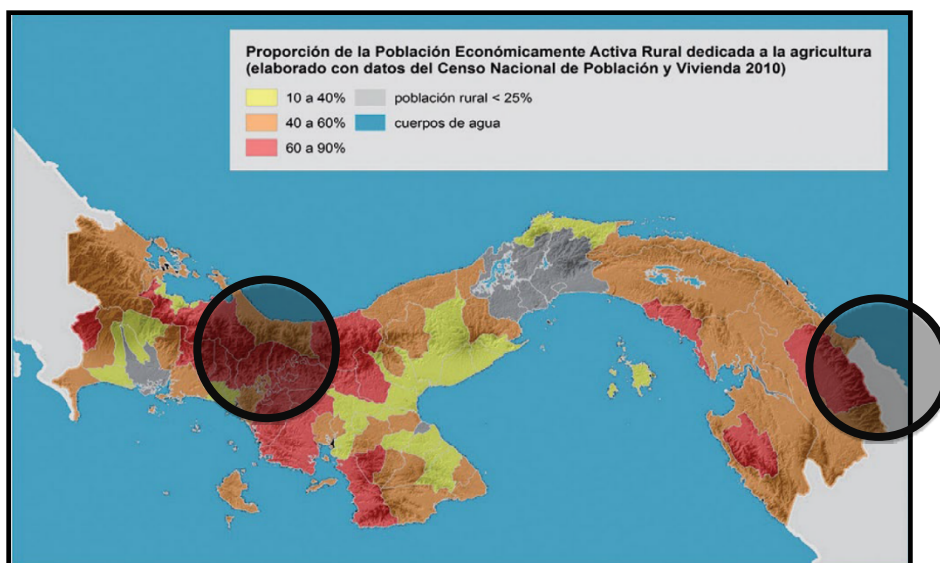 Proporción de la Población Económicamente Activa Rural dedicada a la agricultura
(elaborado con datos del Censo Nacional de Población y Vivienda 2010)
10 a 40% población rural < 25%
40 a 60% cuerpos de agua
60 a 90%